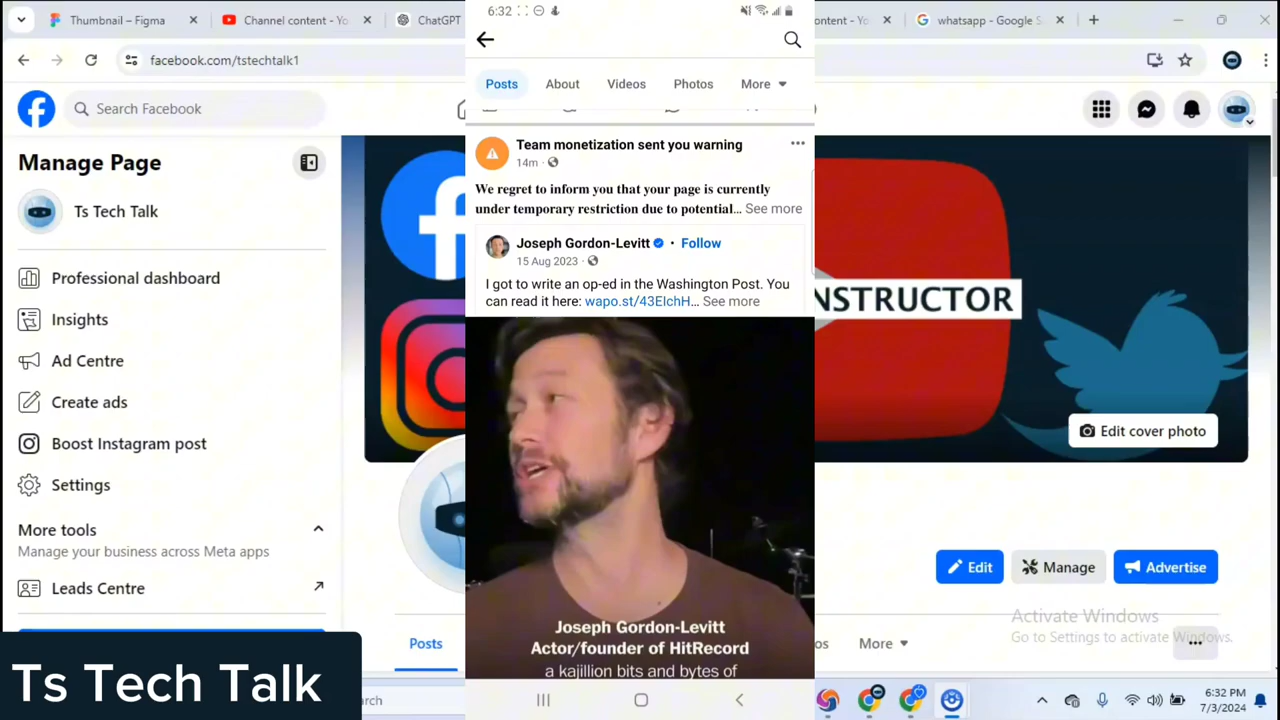 Thumbnail – Figma
Channel content - Yo
ChatGPT
6:32
ontent - You
whatsapp - Google S
facebook.com/tstechtalk1
Search Facebook
Posts
About
Videos
Photos
More
Manage Page
Ts Tech Talk
Team monetization sent you warning
14m
We regret to inform you that your page is currently
under temporary restriction due to potential... See more
Joseph Gordon-Levitt · Follow
15 Aug 2023
I got to write an op-ed in the Washington Post. You
can read it here: wapo.st/43EIchH... See more
Professional dashboard
Insights
Ad Centre
Create ads
Boost Instagram post
Settings
More tools
Manage your business across Meta apps
Leads Centre
NSTRUCTOR
Edit cover photo
Edit
Manage
Advertise
Joseph Gordon-Levitt
Actor/founder of HitRecord
a kajillion bits and bytes of
Activate Windows
Go to Settings to activate Windows.
Posts
os
More
Ts Tech Talk
rch
6:32 PM
7/3/2024